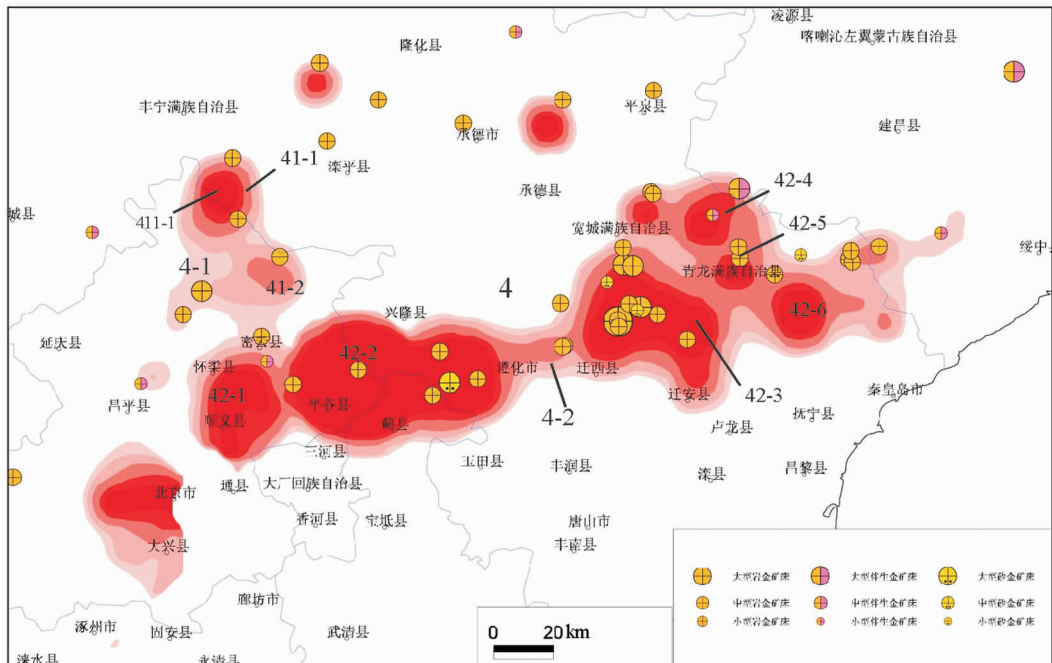 凌源县
隆化县
喀喇沁左翼蒙古族自治县
丰宁满族自治县
平泉县
建昌县
承德市
滦平县
41-1
承德县
42-4
411-1
城县
宽城满族自治县
42-5
绥中
4-1
青龙满族自治县
41-2
4
42-6
兴隆县
延庆县
密云县
42-2
怀柔县
遵化市
迁西县
昌平县
42-1
平谷县
4-2
迁安县
42-3
秦皇岛市
顺义县
蓟县
卢龙县
抚宁县
三河县
玉田县
丰润县
滦县
昌黎县
北京市
通县
大厂回族自治县
香河县
宝坻县
唐山市
大兴县
丰南县
大型岩金矿床
大型伴生金矿床
大型砂金矿床
廊坊市
中型岩金矿床
中型伴生金矿床
中型砂金矿床
涿州市
固安县
武清县
小型岩金矿床
小型伴生金矿床
小型砂金矿床
0 20 km
涞水县
永清县